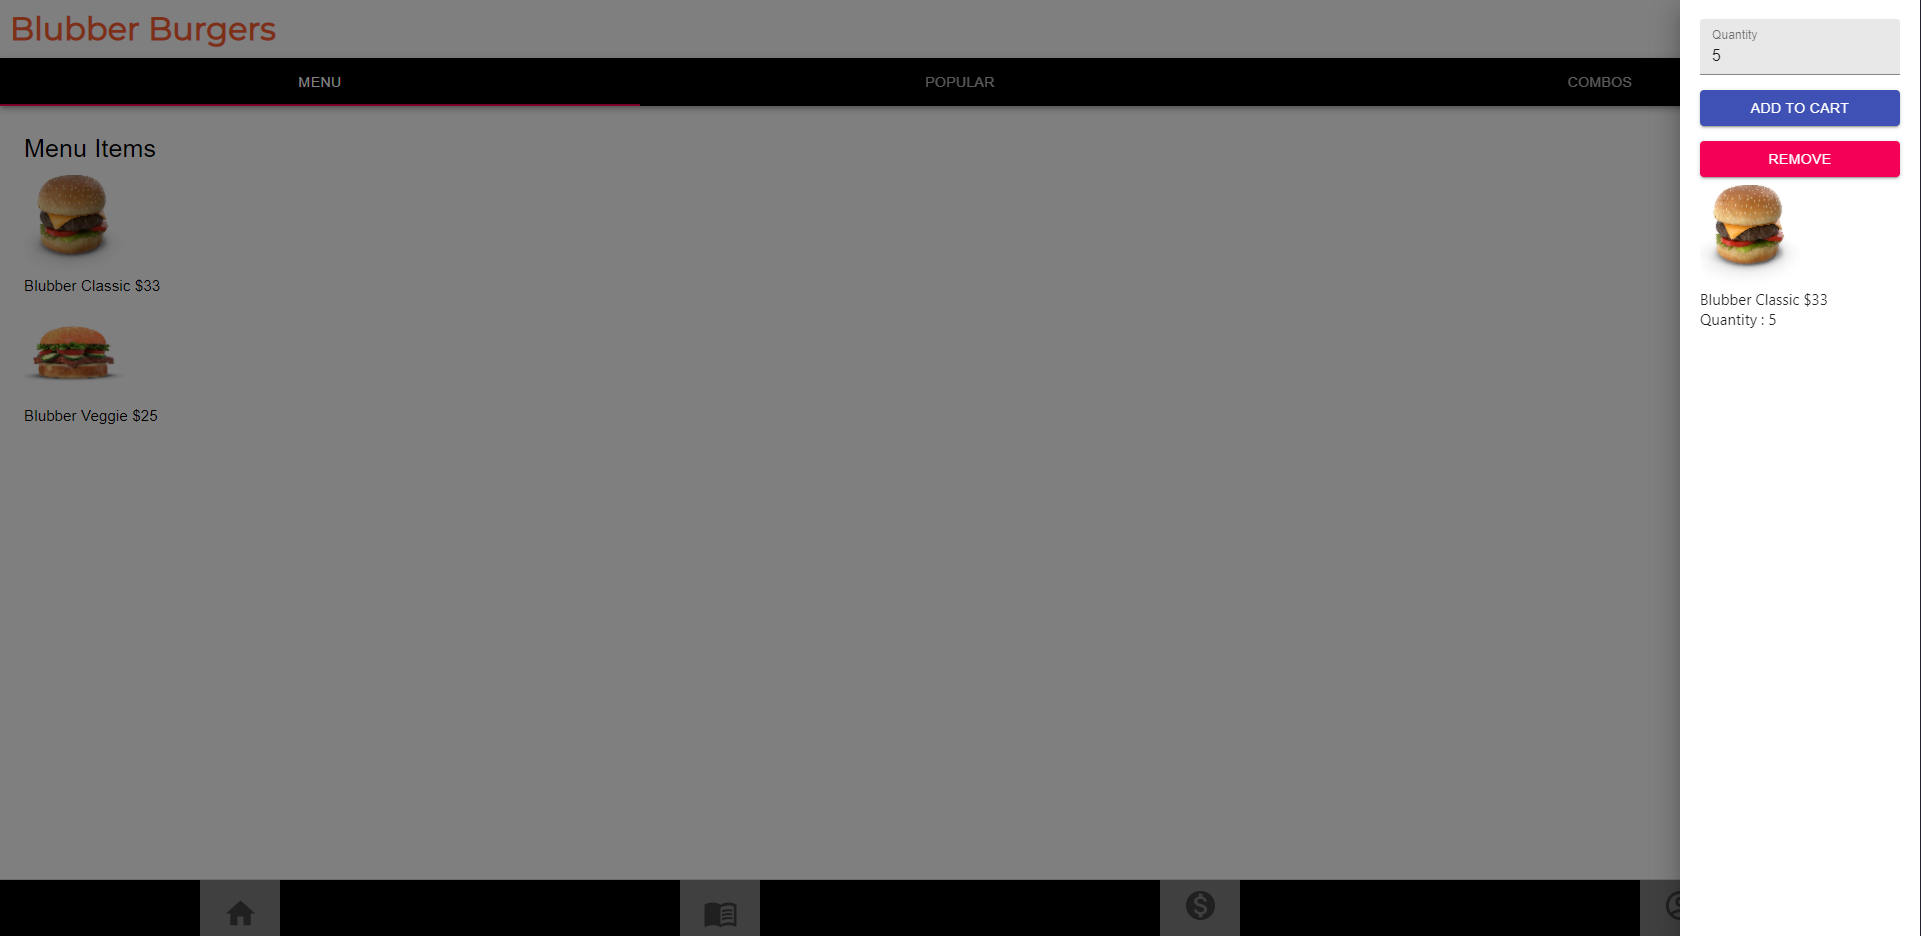 Blubber Burgers
MENU
POPULAR
COMBOS
Menu Items
Blubber Classic $33
Blubber Veggie $25
Quantity
5
ADD TO CART
REMOVE
Blubber Classic $33
Quantity : 5